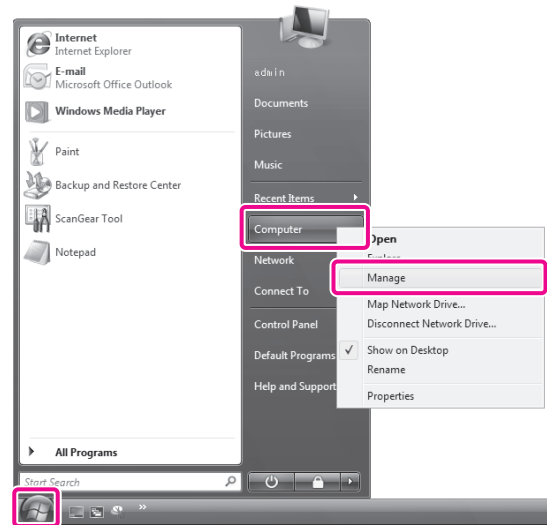 Internet
Internet Explorer
E-mail
Microsoft Office Outlook
Windows Media Player
Paint
Backup and Restore Center
ScanGear Tool
Notepad
All Programs
Start Search
admin
Documents
Pictures
Music
Recent Items
Computer
Network
Connect To
Control Panel
Default Programs
Help and Support
Open
Explore
Manage
Map Network Drive...
Disconnect Network Drive...
Show on Desktop
Rename
Properties